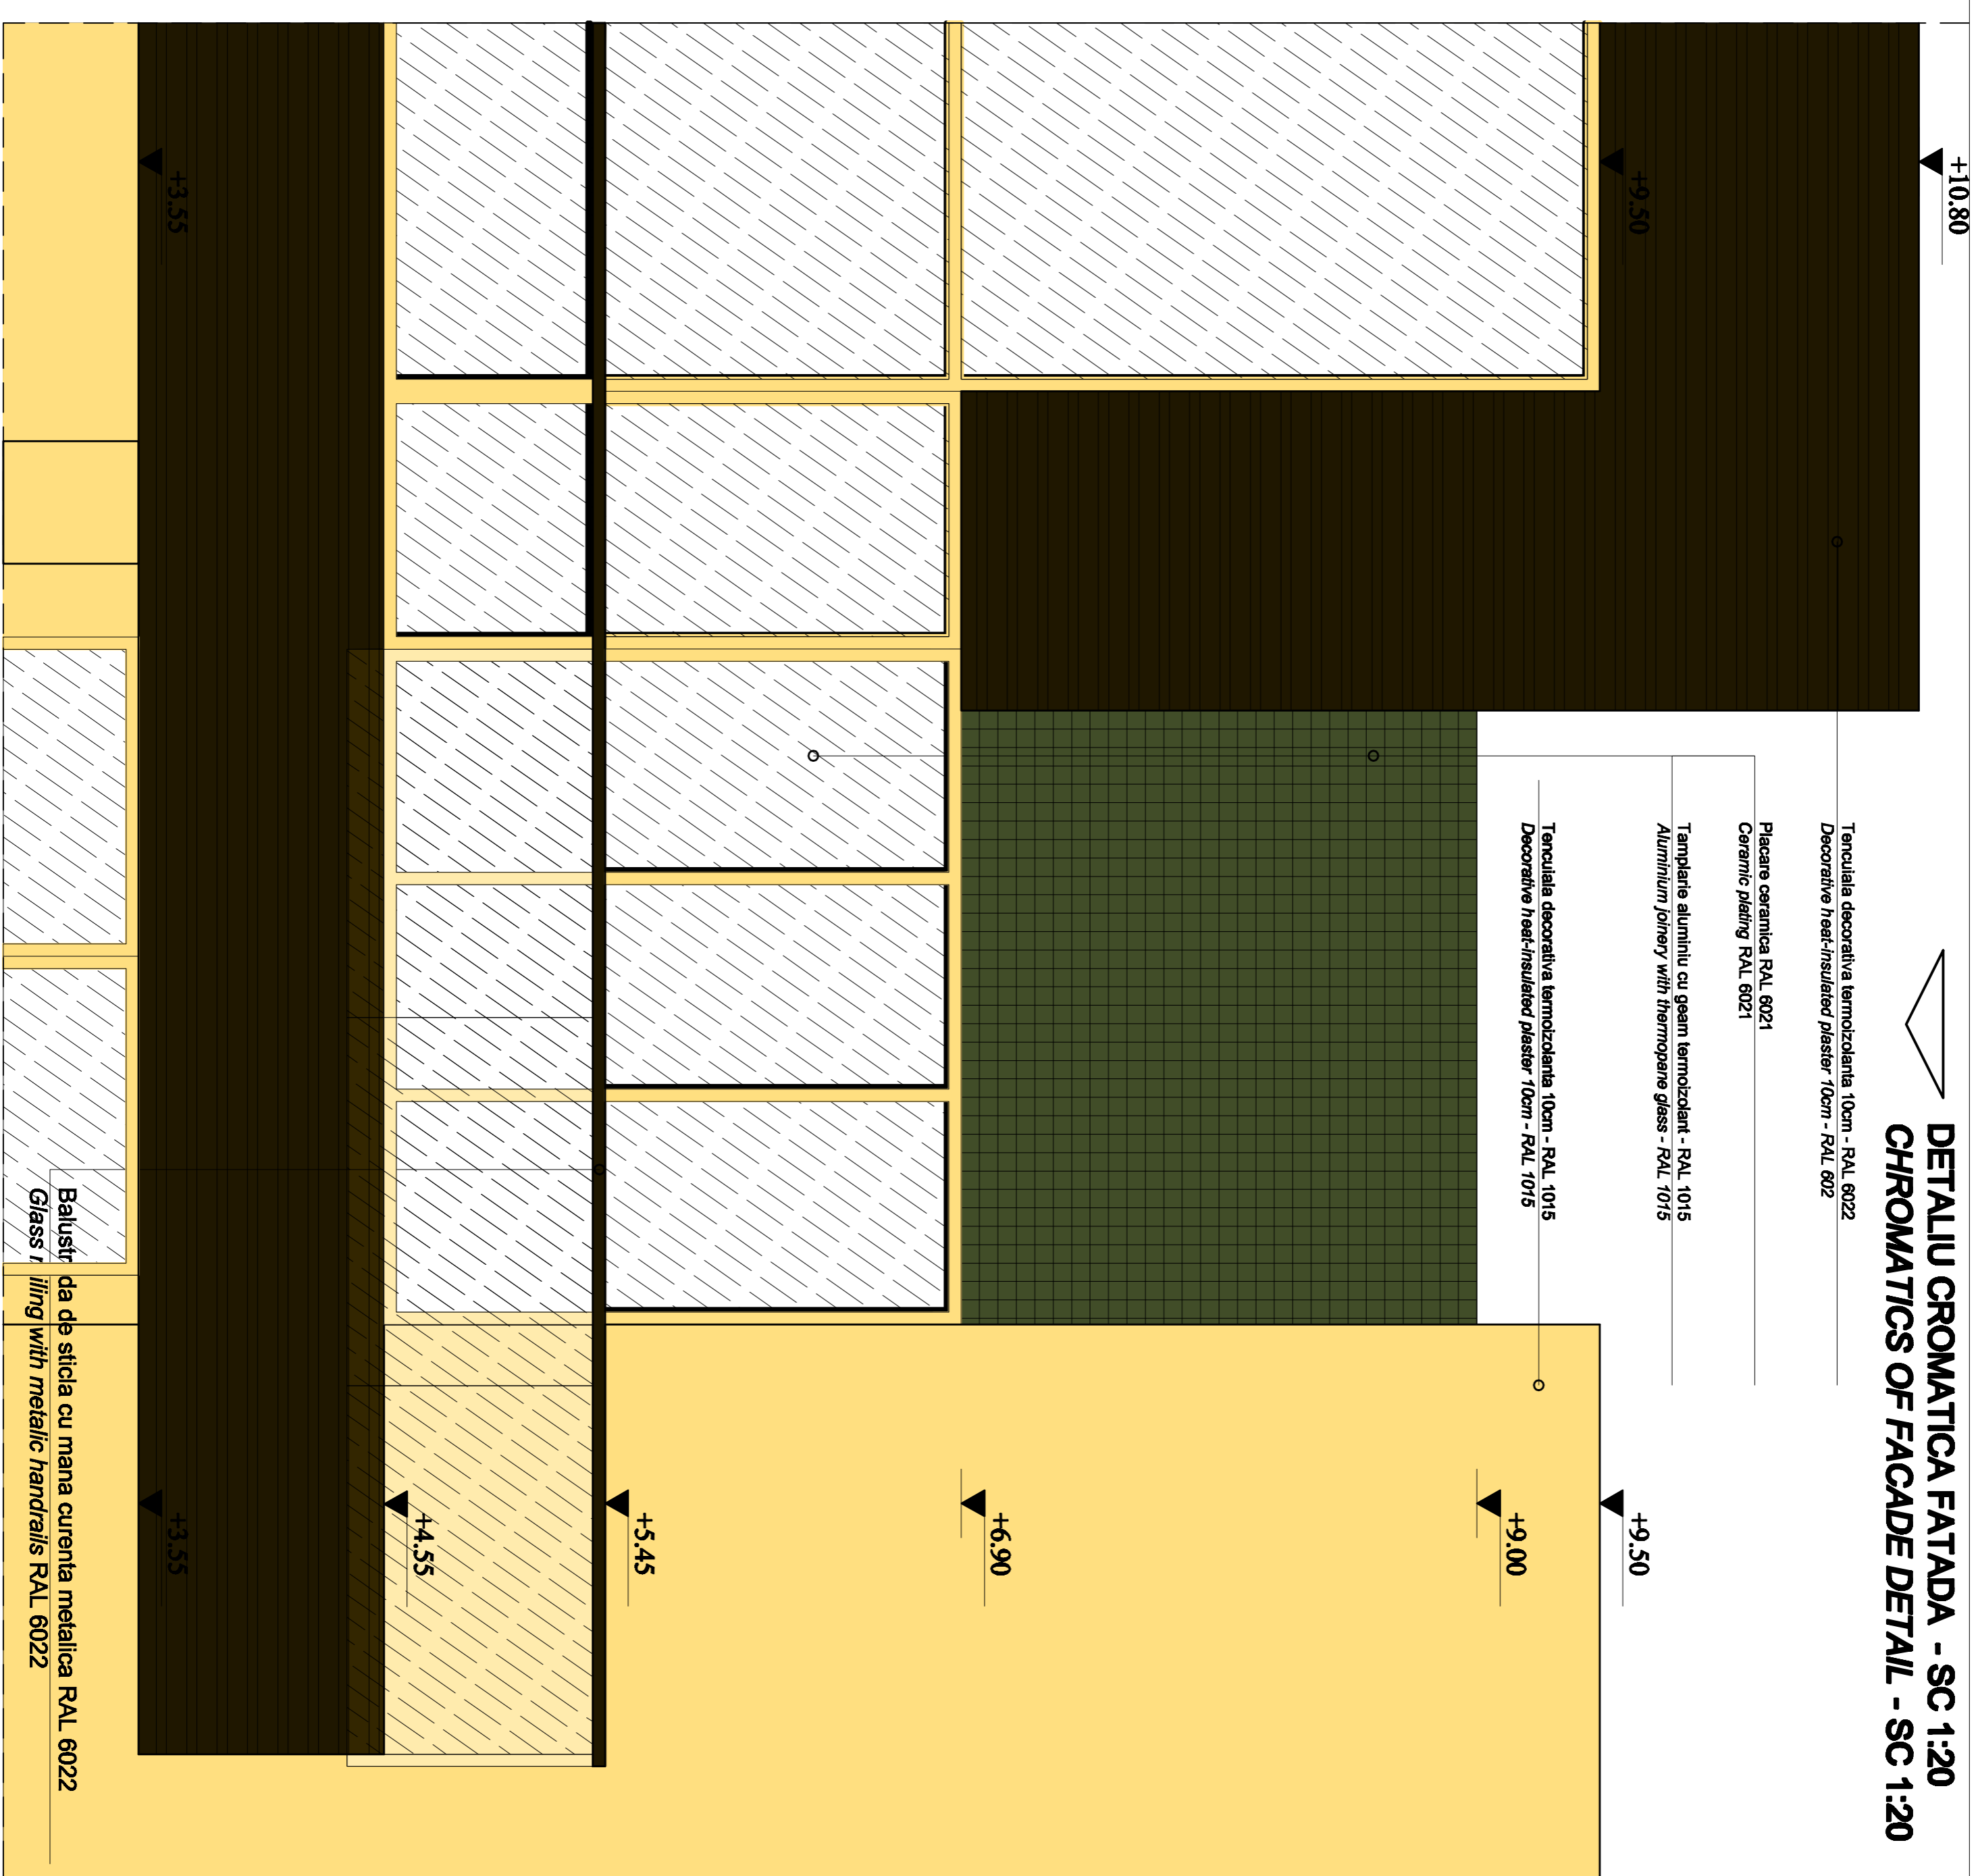 DETALIU CROMATICA FATADA - SC 1:20
CHROMATICS OF FACADE DETAIL - SC 1:20
+10.80
Tencuiala decorativa termoizolanta 10cm - RAL 6022
Decorative heat-insulated plaster 10cm - RAL 602
Placare ceramica RAL 6021
Ceramic plating RAL 6021
Tamplarie aluminiu cu geam termoizolant - RAL 1015
Aluminium joinery with thermopane glass - RAL 1015
+9.50
+9.50
Tencuiala decorativa termoizolanta 10cm - RAL 1015
Decorative heat-insulated plaster 10cm - RAL 1015
+9.00
+6.90
+5.45
+4.55
+3.55
+3.55
Balustrada de sticla cu mana curenta metalica RAL 6022
Glass railing with metalic handrails RAL 6022